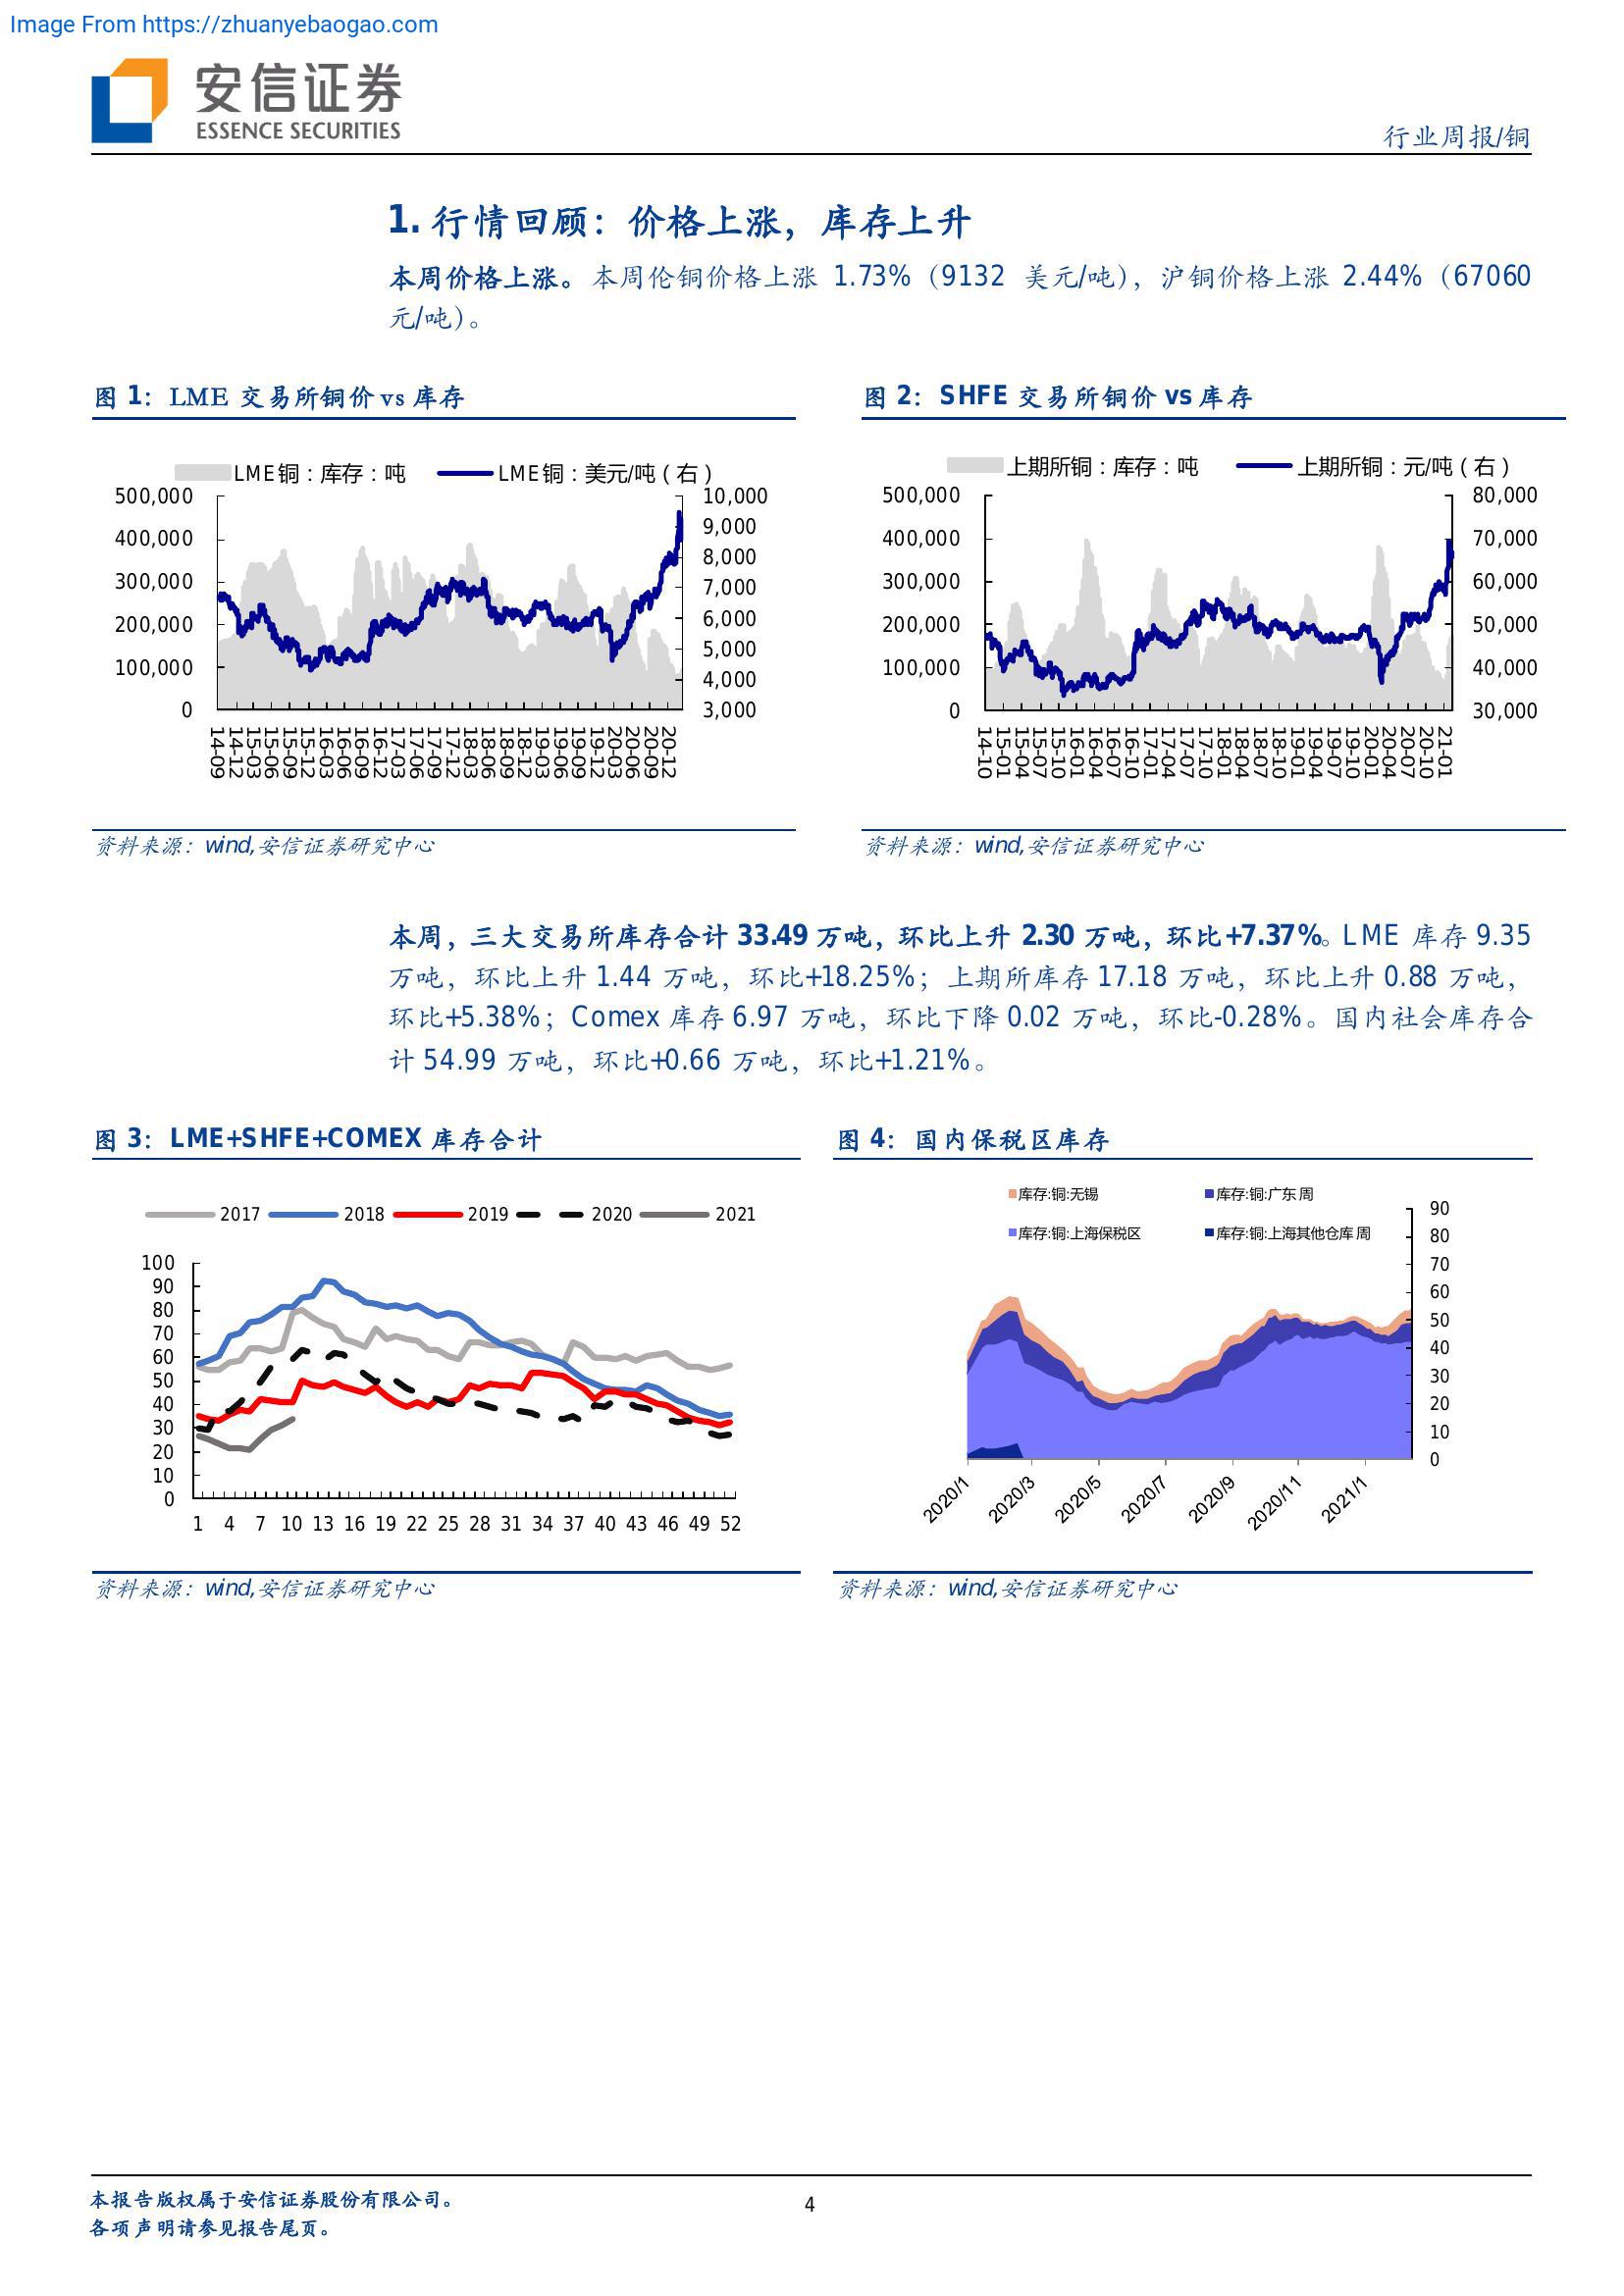 Image From https://zhuanyebaogao.com
安信证券
ESSENCE SECURITIES
行业周报/铜
1. 行情回顾：价格上涨，库存上升
本周价格上涨。本周伦铜价格上涨 1.73%（9132 美元/吨），沪铜价格上涨 2.44%（67060
元/吨）。
图 1：LME 交易所铜价 vs 库存
LME铜：库存：吨 LME铜：美元/吨（右）
500,000
400,000
300,000
200,000
100,000
0
10,000
9,000
8,000
7,000
6,000
5,000
4,000
3,000
14-09 14-12 15-03 15-06 15-09 15-12 16-03 16-06 16-09 16-12 17-03 17-06 17-09 17-12 18-03 18-06 18-09 18-12 19-03 19-06 19-09 19-12 20-03 20-06 20-09 20-12
资料来源：wind,安信证券研究中心
图 2：SHFE 交易所铜价 vs 库存
上期所铜：库存：吨 上期所铜：元/吨（右）
500,000
400,000
300,000
200,000
100,000
0
80,000
70,000
60,000
50,000
40,000
30,000
14-10 15-01 15-04 15-07 15-10 16-01 16-04 16-07 16-10 17-01 17-04 17-07 17-10 18-01 18-04 18-07 18-10 19-01 19-04 19-07 19-10 20-01 20-04 20-07 20-10 21-01
资料来源：wind,安信证券研究中心
本周，三大交易所库存合计 33.49 万吨，环比上升 2.30 万吨，环比+7.37%。LME 库存 9.35
万吨，环比上升 1.44 万吨，环比+18.25%；上期所库存 17.18 万吨，环比上升 0.88 万吨，
环比+5.38%；Comex 库存 6.97 万吨，环比下降 0.02 万吨，环比-0.28%。国内社会库存合
计 54.99 万吨，环比+0.66 万吨，环比+1.21%。
图 3：LME+SHFE+COMEX 库存合计
2017 2018 2019 2020 2021
100
90
80
70
60
50
40
30
20
10
0
1 4 7 10 13 16 19 22 25 28 31 34 37 40 43 46 49 52
资料来源：wind,安信证券研究中心
图 4：国内保税区库存
库存:铜:无锡 库存:铜:广东 周
库存:铜:上海保税区 库存:铜:上海其他仓库 周
90
80
70
60
50
40
30
20
10
0
2020/1 2020/3 2020/5 2020/7 2020/9 2020/11 2021/1
资料来源：wind,安信证券研究中心
本报告版权属于安信证券股份有限公司。
各项声明请参见报告尾页。
4